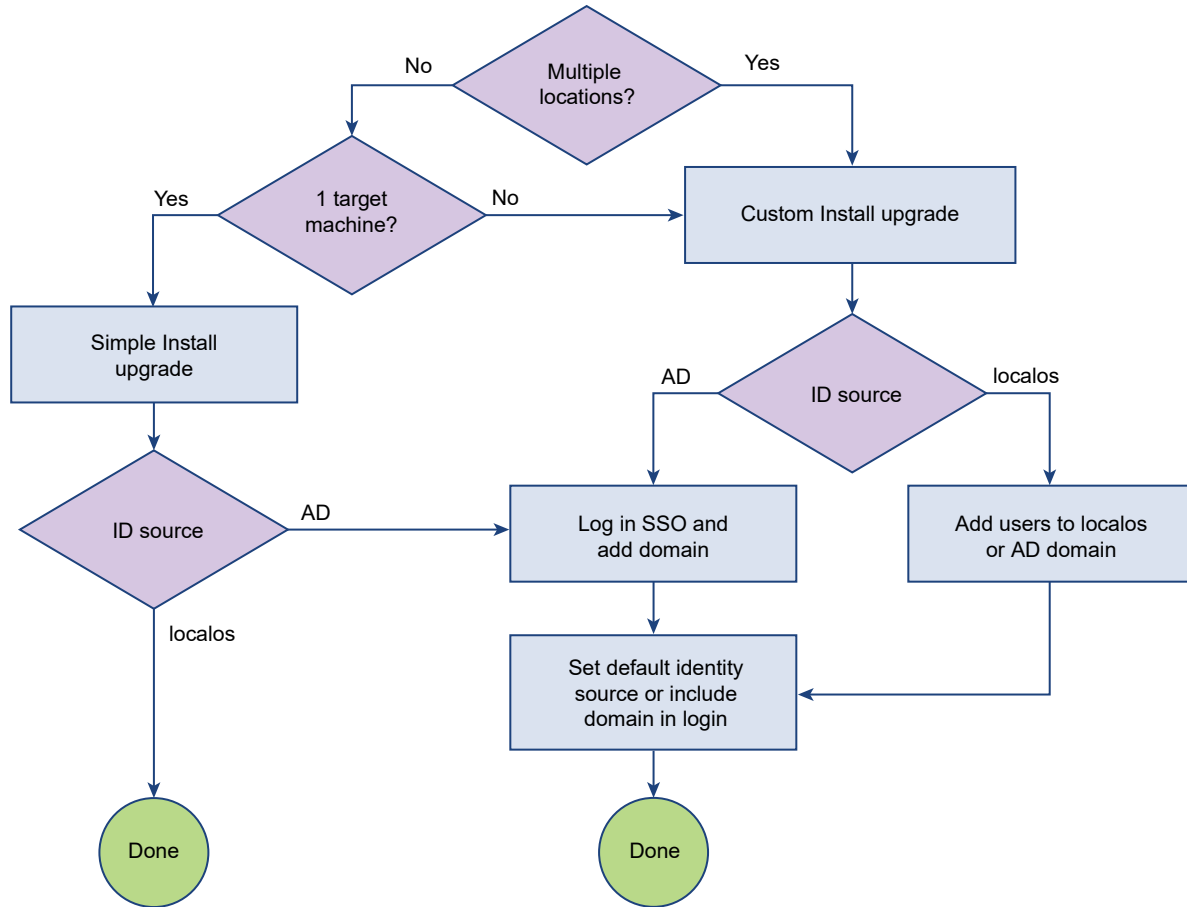 No
Multiple
locations?
Yes
Yes
1 target
machine?
No
Custom Install upgrade
Simple Install
upgrade
AD
ID source
localos
ID source
AD
Log in SSO and
add domain
Add users to localos
or AD domain
localos
Set default identity
source or include
domain in login
Done
Done